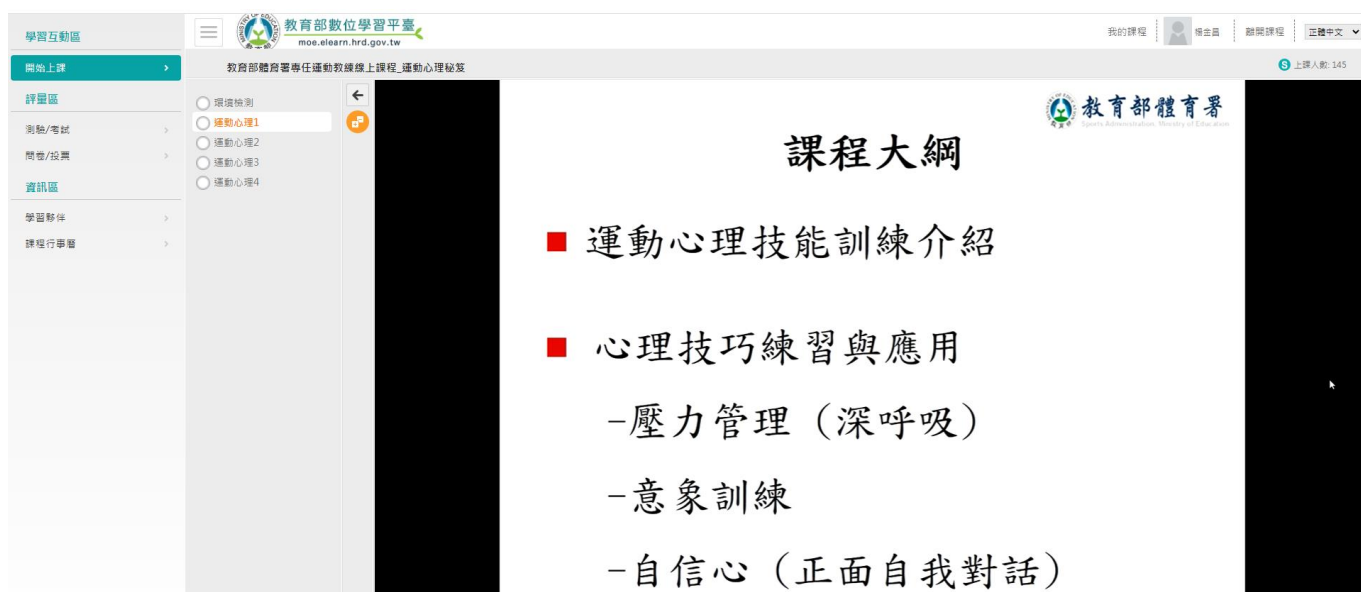 學習互動區
開始上課
評量區
測驗/考試
問卷/投票
資訊區
學習夥伴
課程行事曆
教育部數位學習平臺
moe.elearn.hrd.gov.tw
我的課程
離開課程
正體中文
教育部體育署專任運動教練線上課程_運動心理秘笈
S 上課人數: 145
環境檢測
運動心理1
運動心理2
運動心理3
運動心理4
教育部體育署
Sports Administration, Ministry of Education
課程大綱
運動心理技能訓練介紹
心理技巧練習與應用
-壓力管理（深呼吸）
-意象訓練
-自信心（正面自我對話）